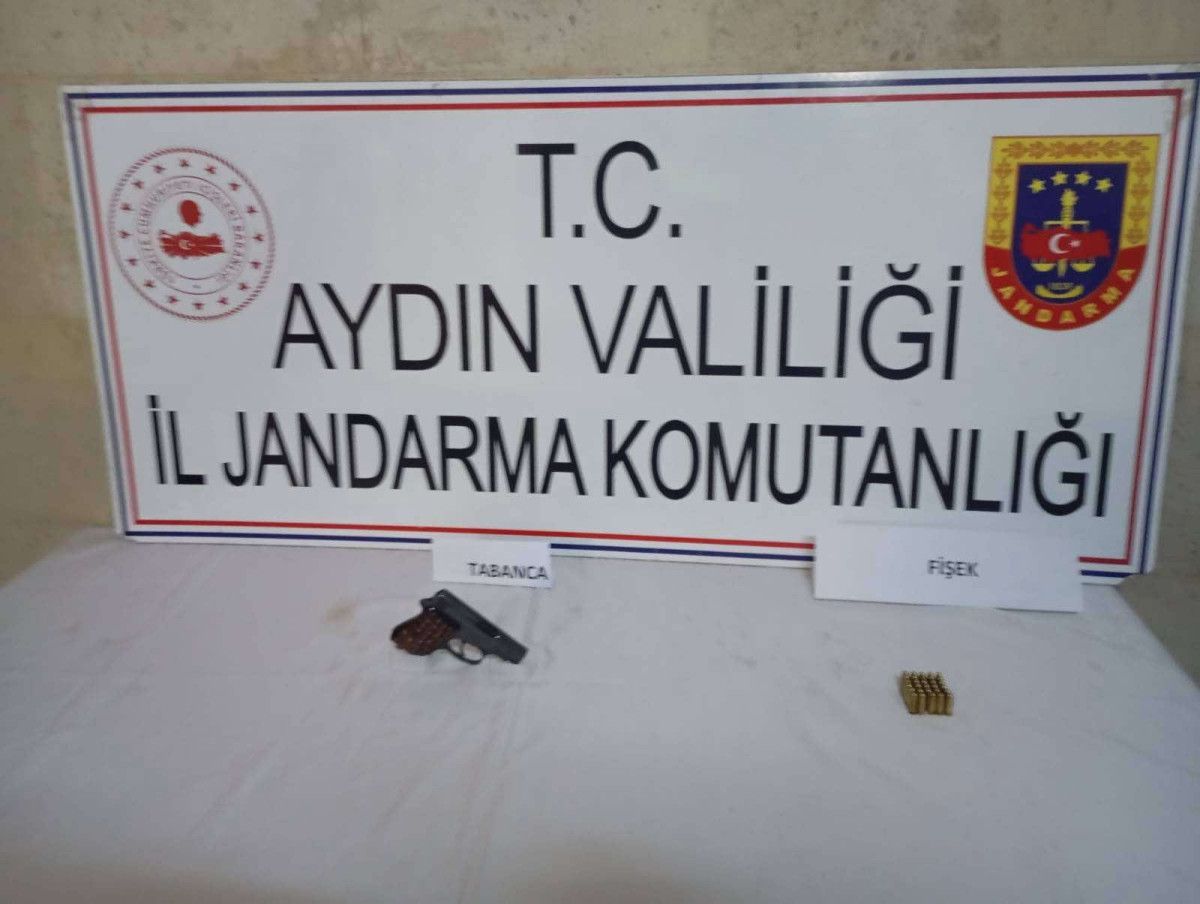 T.C.
AYDIN VALİLİĞİ
İL JANDARMA KOMUTANLIĞI
JANDARMA
TABANCA
FİŞEK